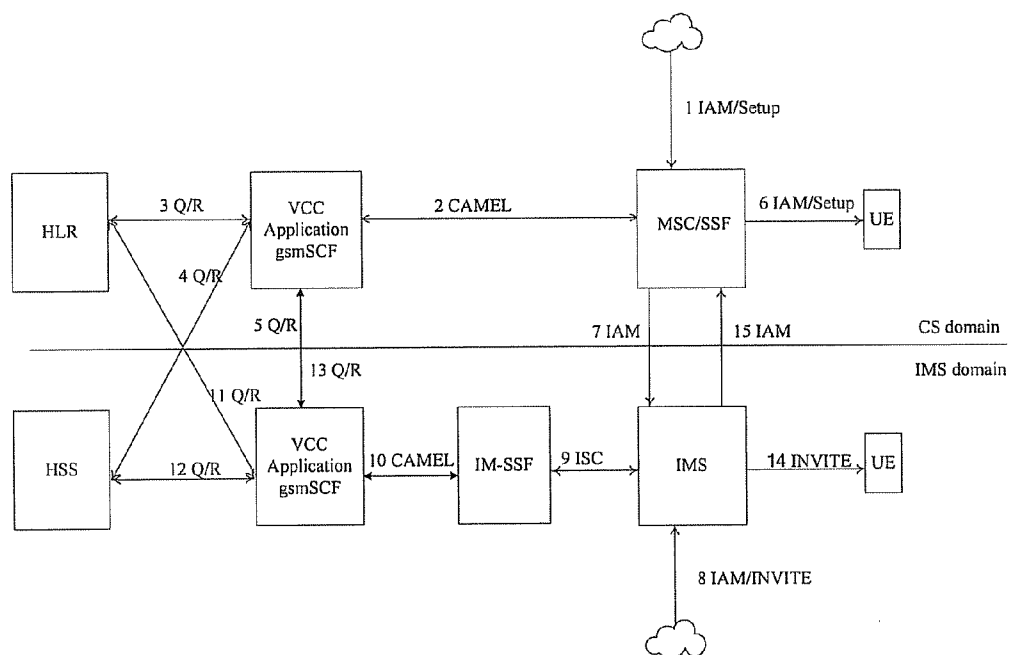 1 IAM/Setup
HLR
3 Q/R
VCC
Application
gsmSCF
2 CAMEL
MSC/SSF
6 IAM/Setup
UE
4 Q/R
5 Q/R
7 IAM
15 IAM
CS domain
IMS domain
13 Q/R
11 Q/R
HSS
12 Q/R
VCC
Application
gsmSCF
10 CAMEL
IM-SSF
9 ISC
IMS
14 INVITE
UE
8 IAM/INVITE